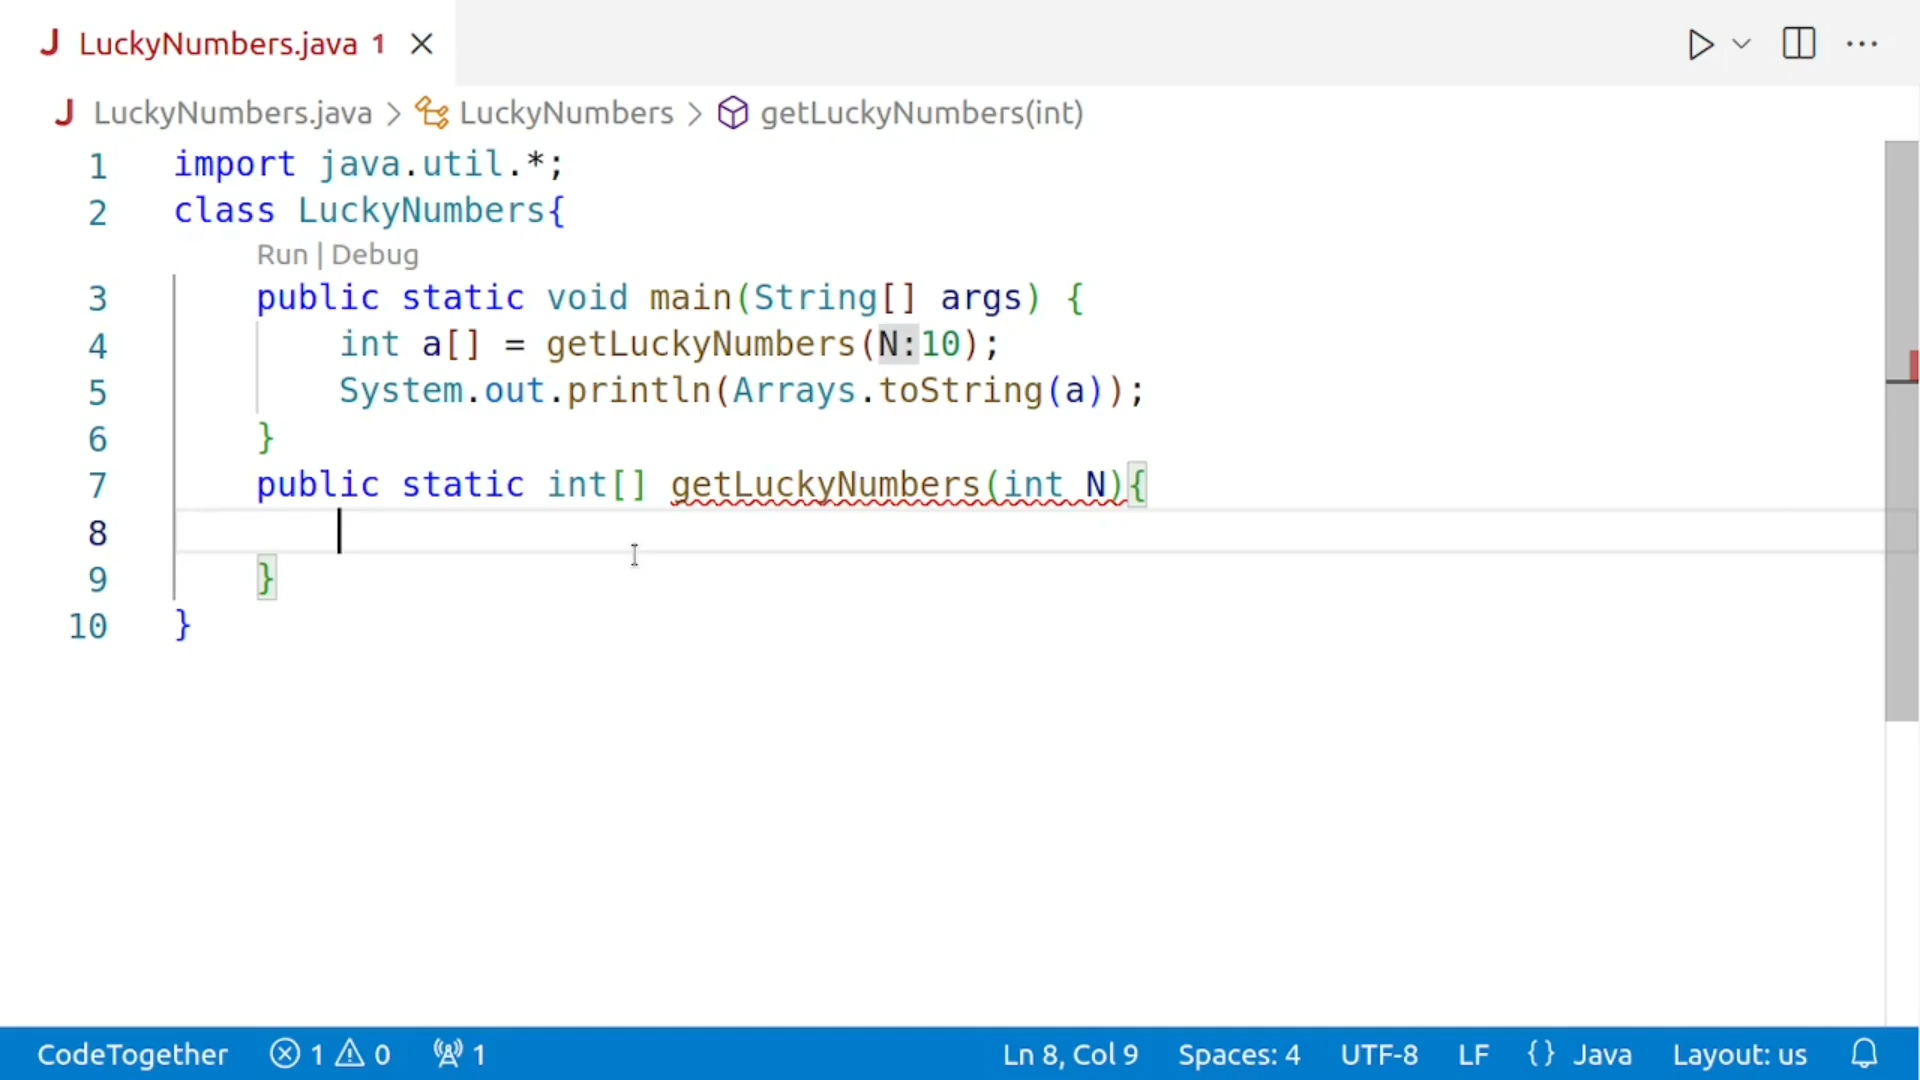 J LuckyNumbers.java 1
J LuckyNumbers.java > LuckyNumbers > getLuckyNumbers(int)
1 import java.util.*;
2 class LuckyNumbers{
Run | Debug
3 public static void main(String[] args) {
4 int a[] = getLuckyNumbers(N:10);
5 System.out.println(Arrays.toString(a));
6 }
7 public static int[] getLuckyNumbers(int N){
8
9 }
10 }
CodeTogether 1 0 1 Ln 8, Col 9 Spaces: 4 UTF-8 LF {} Java Layout: us